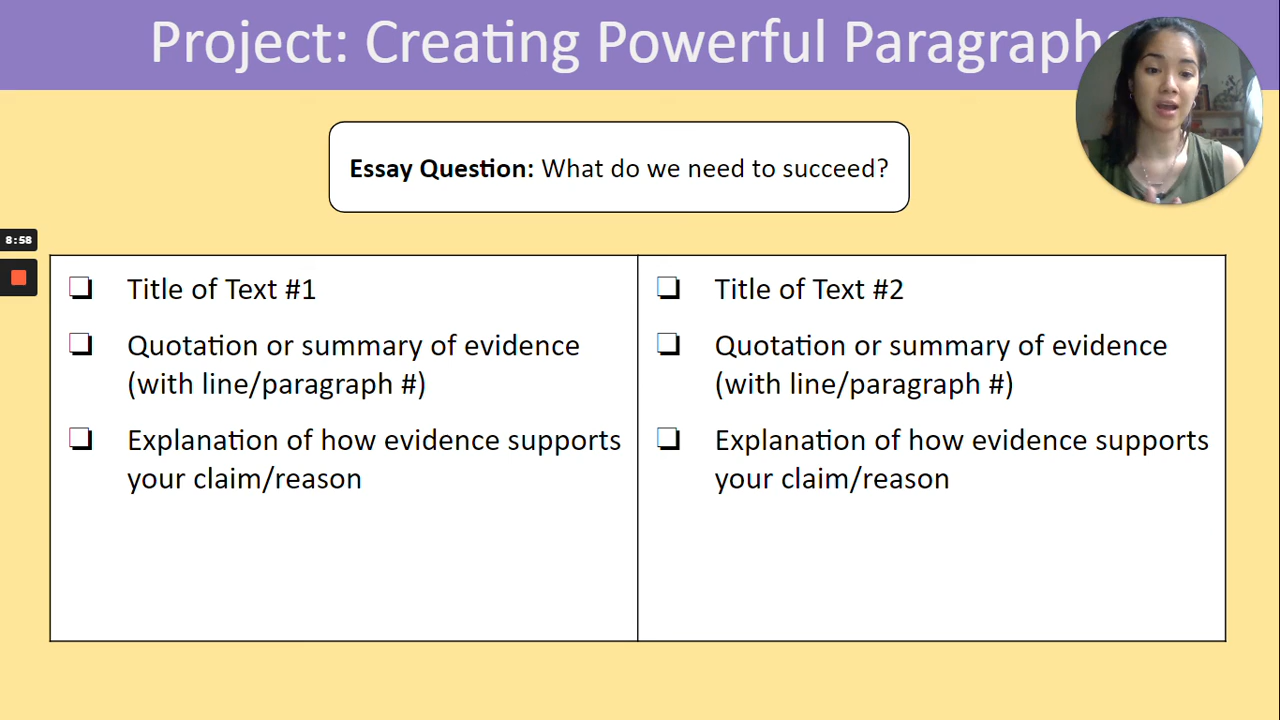 Project: Creating Powerful Paragraphs
Essay Question: What do we need to succeed?
8:58
❏ Title of Text #1
❏ Quotation or summary of evidence
(with line/paragraph #)
❏ Explanation of how evidence supports
your claim/reason
❏ Title of Text #2
❏ Quotation or summary of evidence
(with line/paragraph #)
❏ Explanation of how evidence supports
your claim/reason